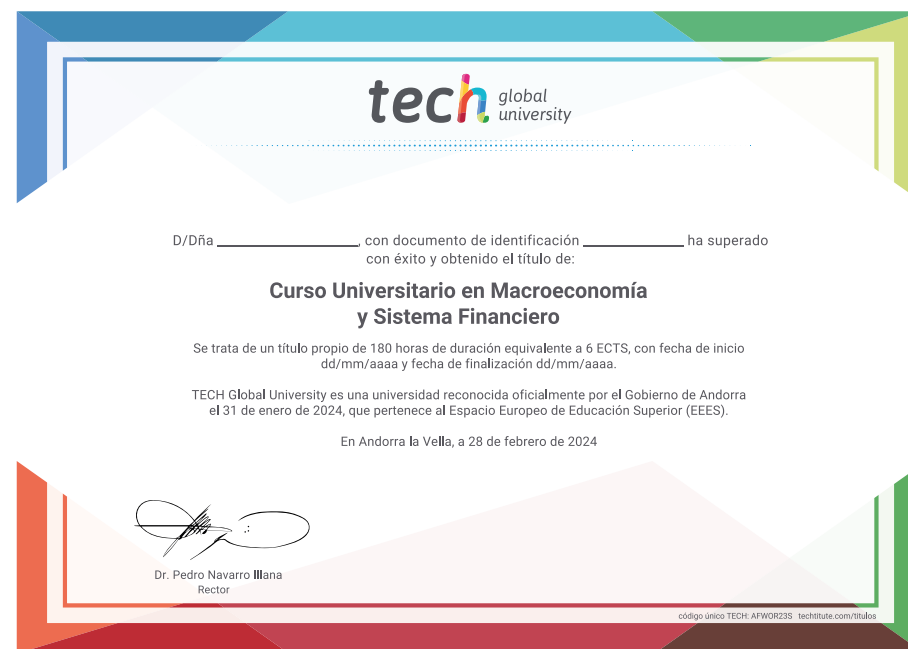 tech global university
D/Dña ____________________, con documento de identificación ______________ ha superado
con éxito y obtenido el título de:
Curso Universitario en Macroeconomía
y Sistema Financiero
Se trata de un título propio de 180 horas de duración equivalente a 6 ECTS, con fecha de inicio
dd/mm/aaaa y fecha de finalización dd/mm/aaaa.
TECH Global University es una universidad reconocida oficialmente por el Gobierno de Andorra
el 31 de enero de 2024, que pertenece al Espacio Europeo de Educación Superior (EEES).
En Andorra la Vella, a 28 de febrero de 2024
Dr. Pedro Navarro Illana
Rector
código único TECH: AFWOR23S techtitute.com/titulos